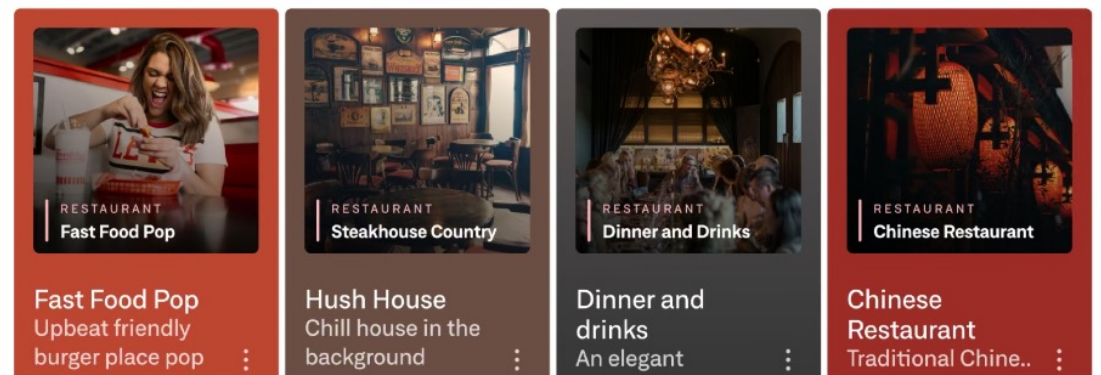 RESTAURANT
Fast Food Pop
Fast Food Pop
Upbeat friendly
burger place pop
RESTAURANT
Steakhouse Country
Hush House
Chill house in the
background
RESTAURANT
Dinner and Drinks
Dinner and
drinks
An elegant
RESTAURANT
Chinese Restaurant
Chinese
Restaurant
Traditional Chine..